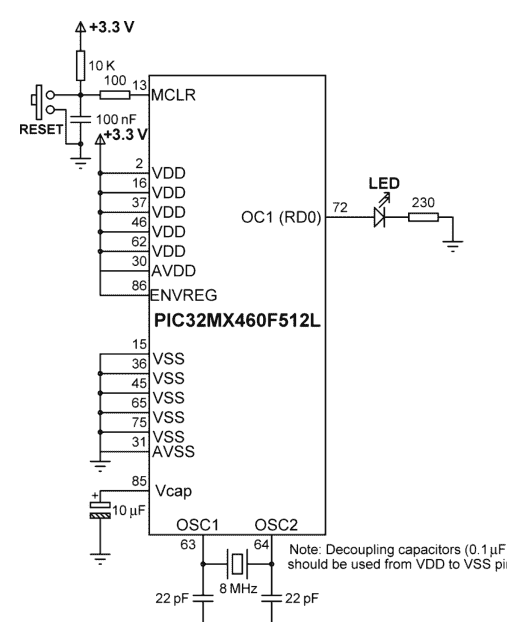 +3.3 V
10 K
100
13
MCLR
RESET
100 nF
+3.3 V
2
VDD
16
VDD
37
VDD
46
VDD
62
VDD
30
AVDD
86
ENVREG
LED
OC1 (RD0)
72
230
PIC32MX460F512L
15
VSS
36
VSS
45
VSS
65
VSS
75
VSS
31
AVSS
85
Vcap
+
10 µF
OSC1
OSC2
63
64
8 MHz
22 pF
22 pF
Note: Decoupling capacitors (0.1 µF
should be used from VDD to VSS pi